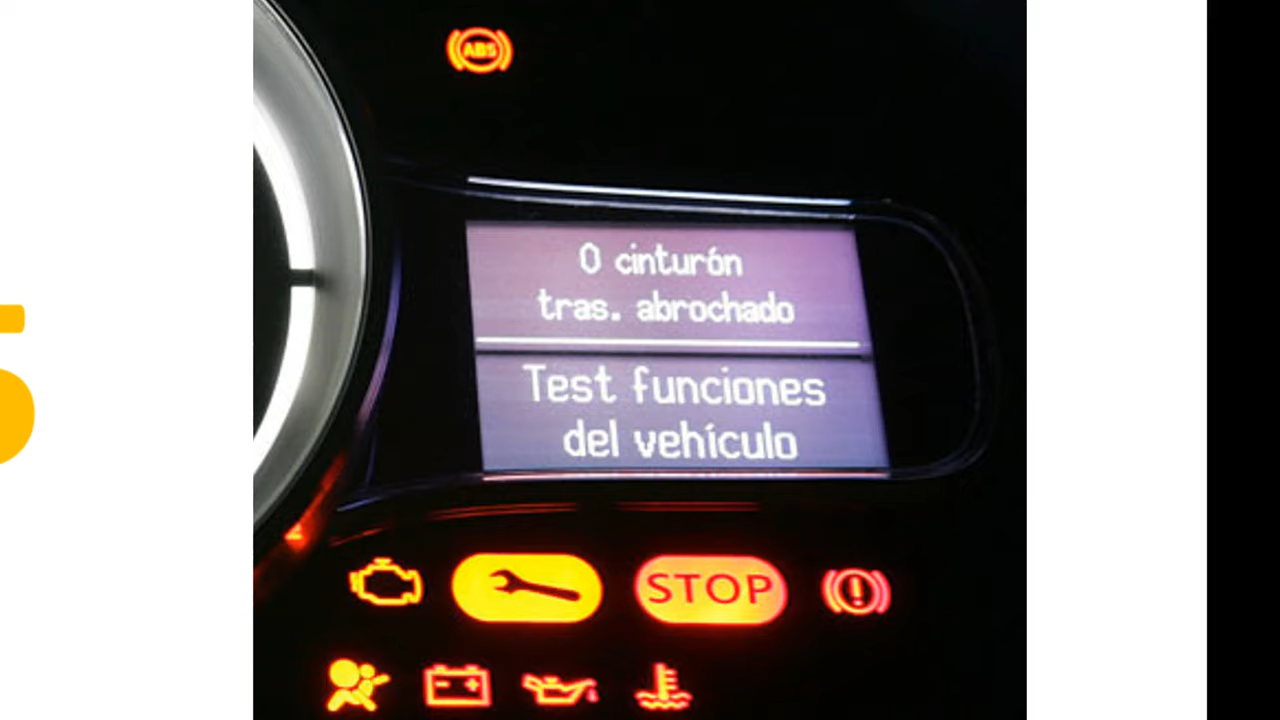 ABS
0 cinturón
tras. abrochado
Test funciones
del vehículo
STOP